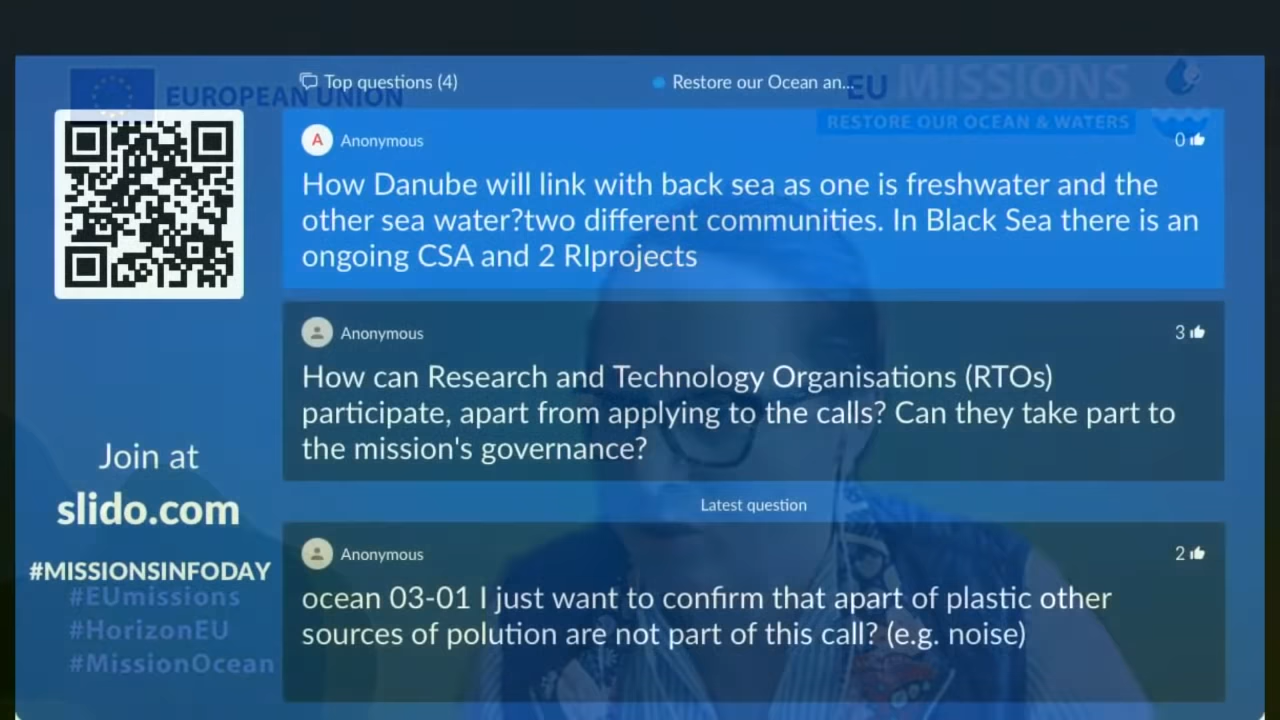 Top questions (4)
Restore our Ocean an...
EUROPEAN UNION
EU MISSIONS
RESTORE OUR OCEAN & WATERS
A Anonymous
0
How Danube will link with back sea as one is freshwater and the
other sea water?two different communities. In Black Sea there is an
ongoing CSA and 2 RIprojects
Anonymous
3
How can Research and Technology Organisations (RTOs)
participate, apart from applying to the calls? Can they take part to
the mission's governance?
Latest question
Anonymous
2
ocean 03-01 I just want to confirm that apart of plastic other
sources of polution are not part of this call? (e.g. noise)
Join at
slido.com
#MISSIONSINFODAY
#EUmissions
#HorizonEU
#MissionOcean